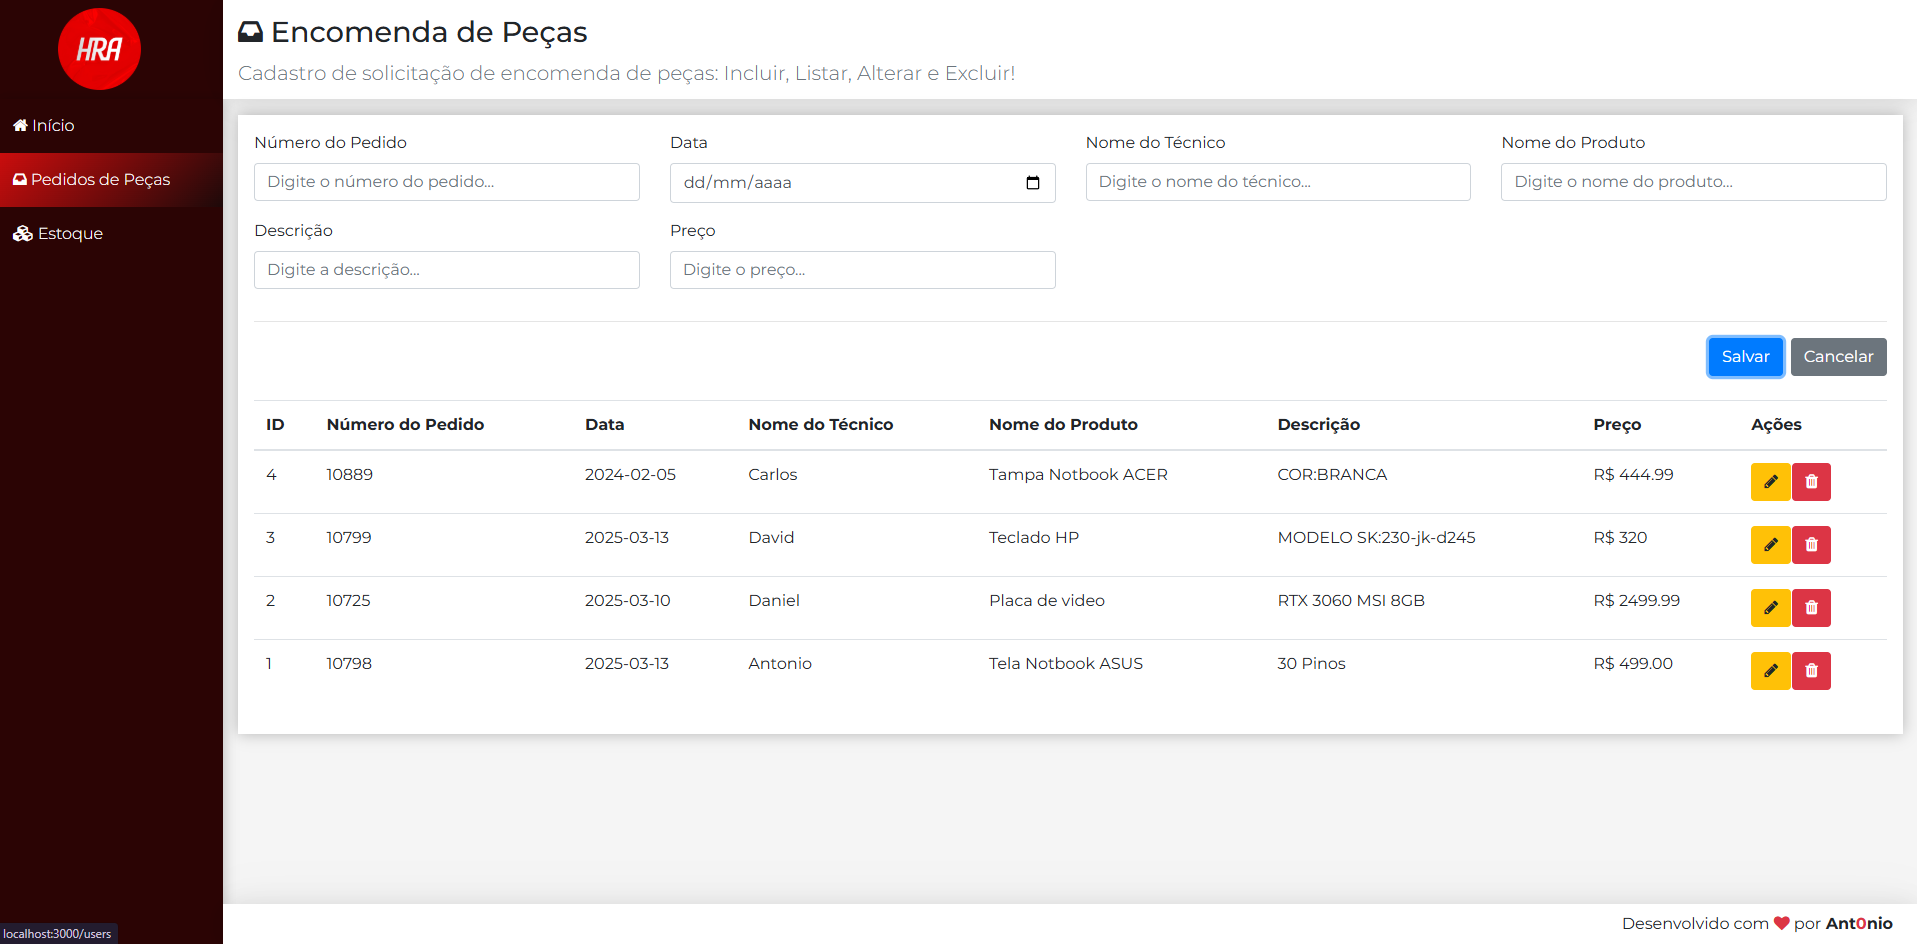 HRA
Encomenda de Peças
Cadastro de solicitação de encomenda de peças: Incluir, Listar, Alterar e Excluir!
Início
Pedidos de Peças
Estoque
Número do Pedido Data Nome do Técnico Nome do Produto
Digite o número do pedido... dd/mm/aaaa Digite o nome do técnico... Digite o nome do produto...
Descrição Preço
Digite a descrição... Digite o preço...
Salvar Cancelar
ID Número do Pedido Data Nome do Técnico Nome do Produto Descrição Preço Ações
4 10889 2024-02-05 Carlos Tampa Notbook ACER COR:BRANCA R$ 444.99
3 10799 2025-03-13 David Teclado HP MODELO SK:230-jk-d245 R$ 320
2 10725 2025-03-10 Daniel Placa de video RTX 3060 MSI 8GB R$ 2499.99
1 10798 2025-03-13 Antonio Tela Notbook ASUS 30 Pinos R$ 499.00
Desenvolvido com por Ant0nio
localhost:3000/users